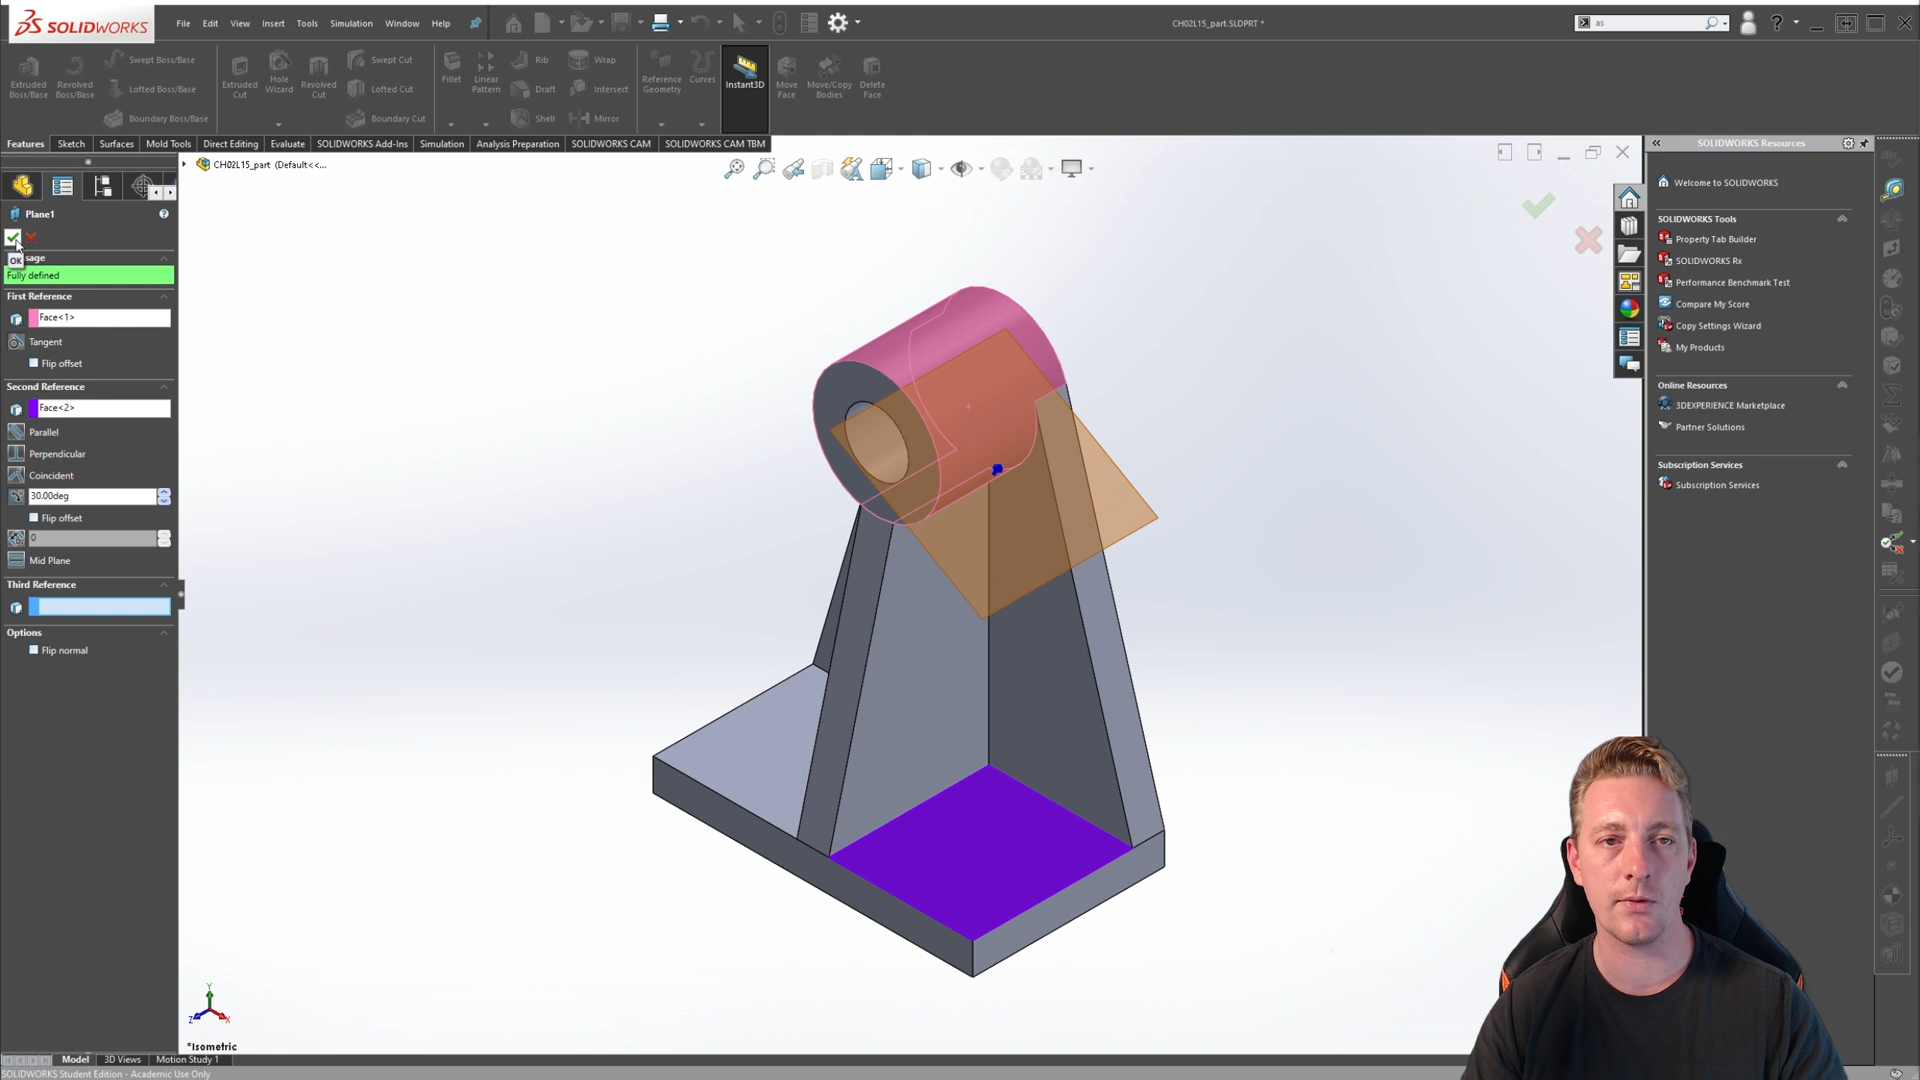 SOLIDWORKS
File Edit View Insert Tools Simulation Window Help
CH02L15_part.SLDPRT *
as
Extruded Boss/Base
Revolved Boss/Base
Swept Boss/Base
Lofted Boss/Base
Boundary Boss/Base
Extruded Cut
Hole Wizard
Revolved Cut
Swept Cut
Lofted Cut
Boundary Cut
Fillet
Linear Pattern
Rib
Draft
Shell
Wrap
Intersect
Mirror
Reference Geometry
Curves
Instant3D
Move Face
Move/Copy Bodies
Delete Face
Features Sketch Surfaces Mold Tools Direct Editing Evaluate SOLIDWORKS Add-Ins Simulation Analysis Preparation SOLIDWORKS CAM SOLIDWORKS CAM TBM
CH02L15_part (Default<<...
Plane1
OK
sage
Fully defined
First Reference
Face<1>
Tangent
Flip offset
Second Reference
Face<2>
Parallel
Perpendicular
Coincident
30.00deg
Flip offset
0
Mid Plane
Third Reference
Options
Flip normal
Y
Z
X
*Isometric
Model 3D Views Motion Study 1
SOLIDWORKS Student Edition - Academic Use Only
SOLIDWORKS Resources
Welcome to SOLIDWORKS
SOLIDWORKS Tools
Property Tab Builder
SOLIDWORKS Rx
Performance Benchmark Test
Compare My Score
Copy Settings Wizard
My Products
Online Resources
3DEXPERIENCE Marketplace
Partner Solutions
Subscription Services
Subscription Services